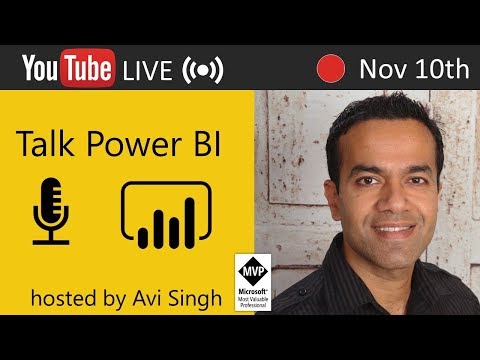 YouTube LIVE
Nov 10th
Talk Power BI
hosted by Avi Singh
MVP
Microsoft®
Most Valuable
Professional